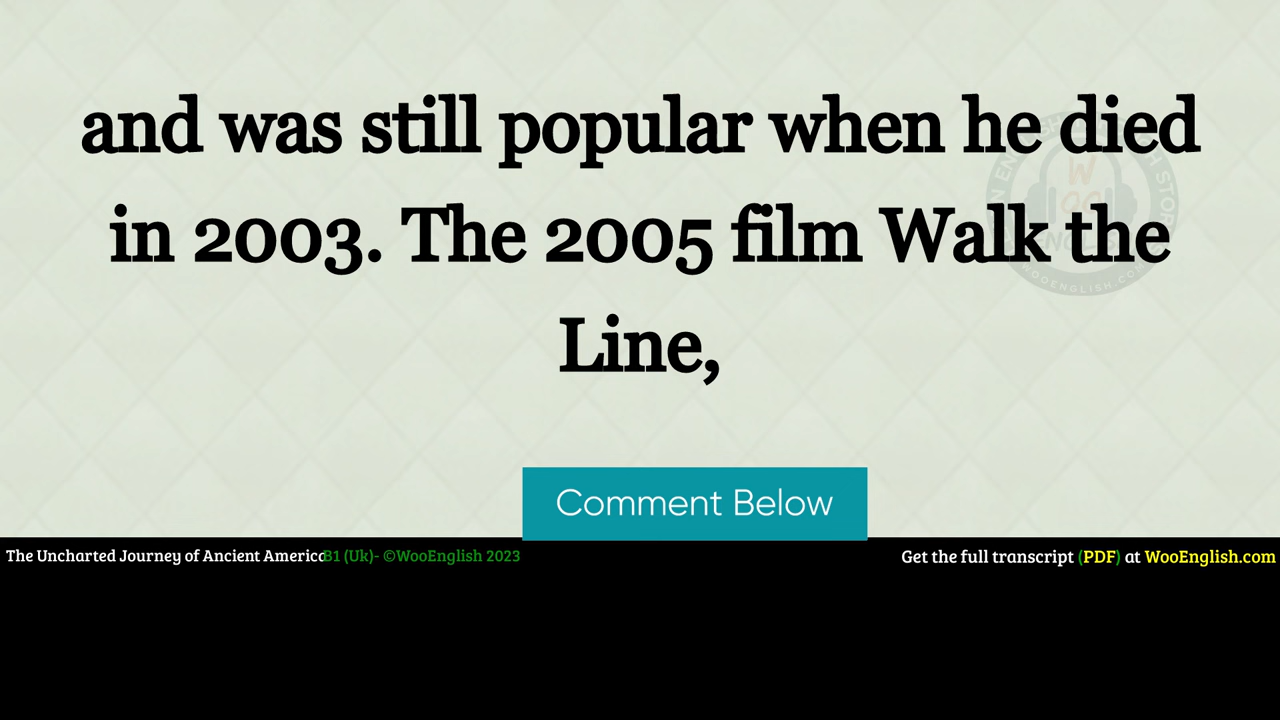 and was still popular when he died
in 2003. The 2005 film Walk the
Line,
Comment Below
The Uncharted Journey of Ancient America B1 (Uk)- ©WooEnglish 2023
Get the full transcript (PDF) at WooEnglish.com